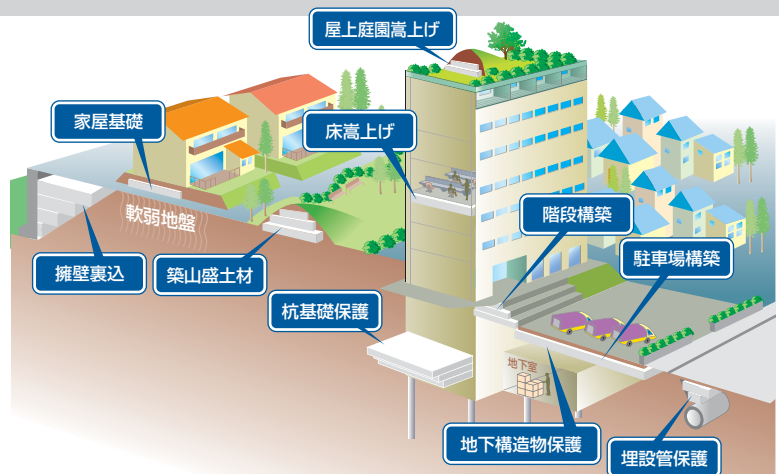 屋上庭園嵩上げ
家屋基礎
床嵩上げ
軟弱地盤
階段構築
擁壁裏込
築山盛土材
駐車場構築
杭基礎保護
地下室
地下構造物保護
埋設管保護